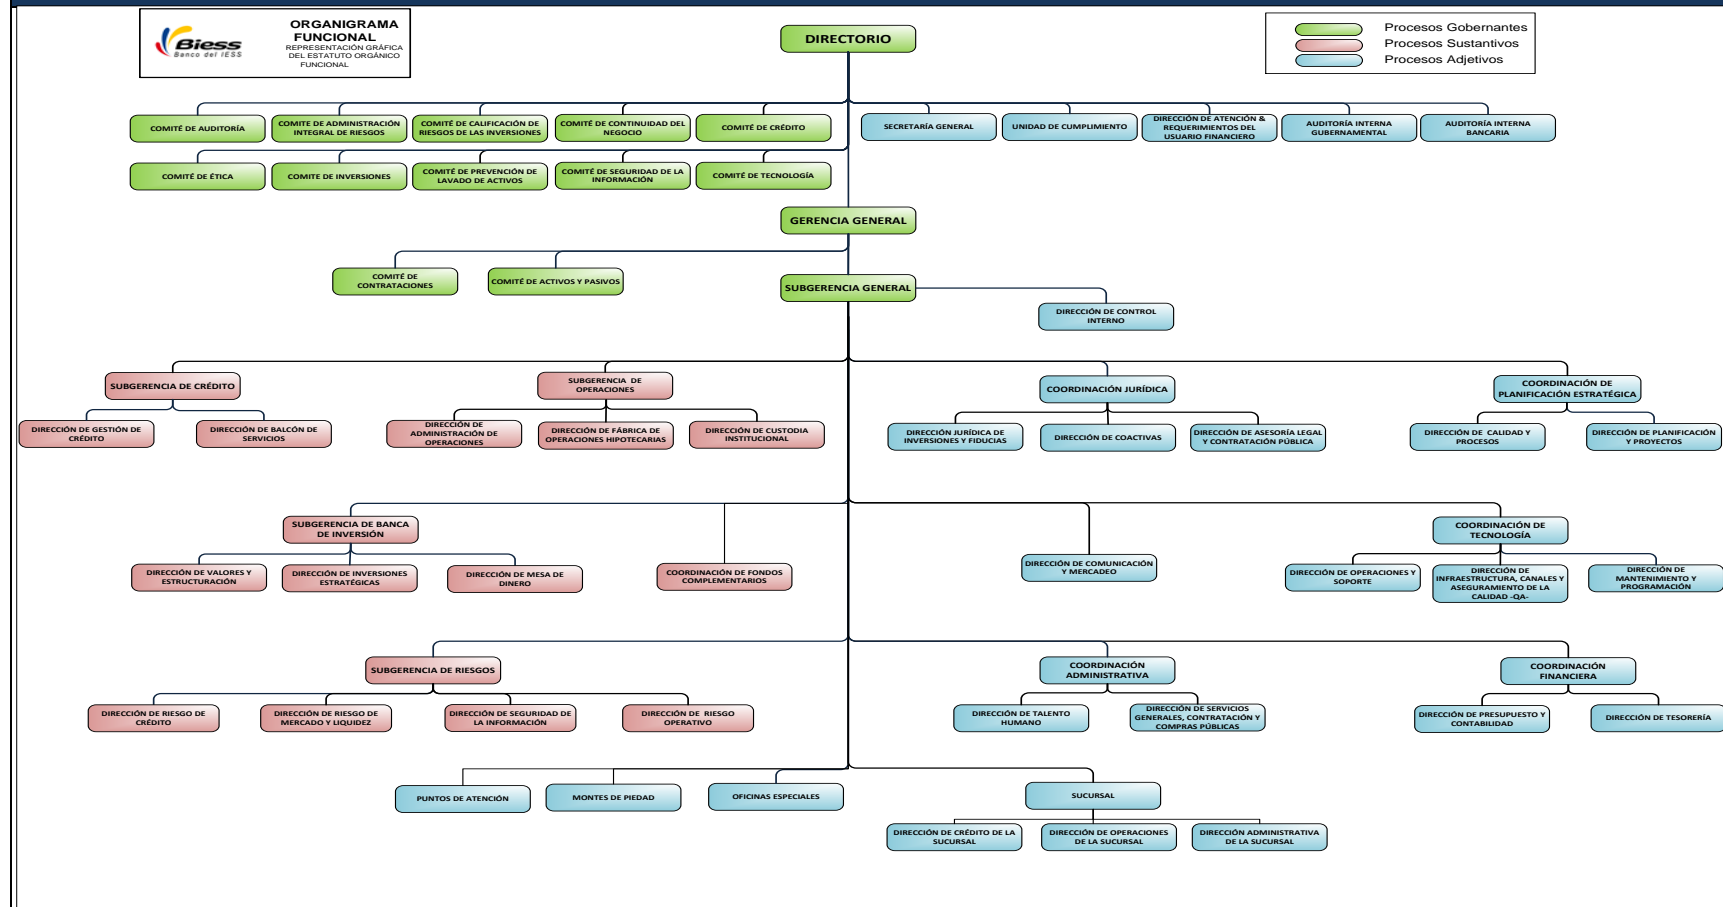 Biess
Banco del IESS
ORGANIGRAMA
FUNCIONAL
REPRESENTACIÓN GRÁFICA
DEL ESTATUTO ORGÁNICO
FUNCIONAL
DIRECTORIO
Procesos Gobernantes
Procesos Sustantivos
Procesos Adjetivos
COMITÉ DE AUDITORÍA
COMITE DE ADMINISTRACIÓN
INTEGRAL DE RIESGOS
COMITÉ DE CALIFICACIÓN DE
RIESGOS DE LAS INVERSIONES
COMITÉ DE CONTINUIDAD DEL
NEGOCIO
COMITÉ DE CRÉDITO
SECRETARÍA GENERAL
UNIDAD DE CUMPLIMIENTO
DIRECCIÓN DE ATENCIÓN &
REQUERIMIENTOS DEL
USUARIO FINANCIERO
AUDITORÍA INTERNA
GUBERNAMENTAL
AUDITORÍA INTERNA
BANCARIA
COMITÉ DE ÉTICA
COMITE DE INVERSIONES
COMITÉ DE PREVENCIÓN DE
LAVADO DE ACTIVOS
COMITÉ DE SEGURIDAD DE LA
INFORMACIÓN
COMITÉ DE TECNOLOGÍA
GERENCIA GENERAL
COMITÉ DE
CONTRATACIONES
COMITÉ DE ACTIVOS Y PASIVOS
SUBGERENCIA GENERAL
DIRECCIÓN DE CONTROL
INTERNO
SUBGERENCIA DE CRÉDITO
SUBGERENCIA DE
OPERACIONES
COORDINACIÓN JURÍDICA
COORDINACIÓN DE
PLANIFICACIÓN ESTRATÉGICA
DIRECCIÓN DE GESTIÓN DE
CRÉDITO
DIRECCIÓN DE BALCÓN DE
SERVICIOS
DIRECCIÓN DE
ADMINISTRACIÓN DE
OPERACIONES
DIRECCIÓN DE FÁBRICA DE
OPERACIONES HIPOTECARIAS
DIRECCIÓN DE CUSTODIA
INSTITUCIONAL
DIRECCIÓN JURÍDICA DE
INVERSIONES Y FIDUCIAS
DIRECCIÓN DE COACTIVAS
DIRECCIÓN DE ASESORÍA LEGAL
Y CONTRATACIÓN PÚBLICA
DIRECCIÓN DE CALIDAD Y
PROCESOS
DIRECCIÓN DE PLANIFICACIÓN
Y PROYECTOS
SUBGERENCIA DE BANCA
DE INVERSIÓN
COORDINACIÓN DE
TECNOLOGÍA
DIRECCIÓN DE VALORES Y
ESTRUCTURACIÓN
DIRECCIÓN DE INVERSIONES
ESTRATÉGICAS
DIRECCIÓN DE MESA DE
DINERO
COORDINACIÓN DE FONDOS
COMPLEMENTARIOS
DIRECCIÓN DE COMUNICACIÓN
Y MERCADEO
DIRECCIÓN DE OPERACIONES Y
SOPORTE
DIRECCIÓN DE
INFRAESTRUCTURA, CANALES Y
ASEGURAMIENTO DE LA
CALIDAD -QA-
DIRECCIÓN DE
MANTENIMIENTO Y
PROGRAMACIÓN
SUBGERENCIA DE RIESGOS
COORDINACIÓN
ADMINISTRATIVA
COORDINACIÓN
FINANCIERA
DIRECCIÓN DE RIESGO DE
CRÉDITO
DIRECCIÓN DE RIESGO DE
MERCADO Y LIQUIDEZ
DIRECCIÓN DE SEGURIDAD DE
LA INFORMACIÓN
DIRECCIÓN DE RIESGO
OPERATIVO
DIRECCIÓN DE TALENTO
HUMANO
DIRECCIÓN DE SERVICIOS
GENERALES, CONTRATACIÓN Y
COMPRAS PÚBLICAS
DIRECCIÓN DE PRESUPUESTO Y
CONTABILIDAD
DIRECCIÓN DE TESORERÍA
PUNTOS DE ATENCIÓN
MONTES DE PIEDAD
OFICINAS ESPECIALES
SUCURSAL
DIRECCIÓN DE CRÉDITO DE LA
SUCURSAL
DIRECCIÓN DE OPERACIONES
DE LA SUCURSAL
DIRECCIÓN ADMINISTRATIVA
DE LA SUCURSAL